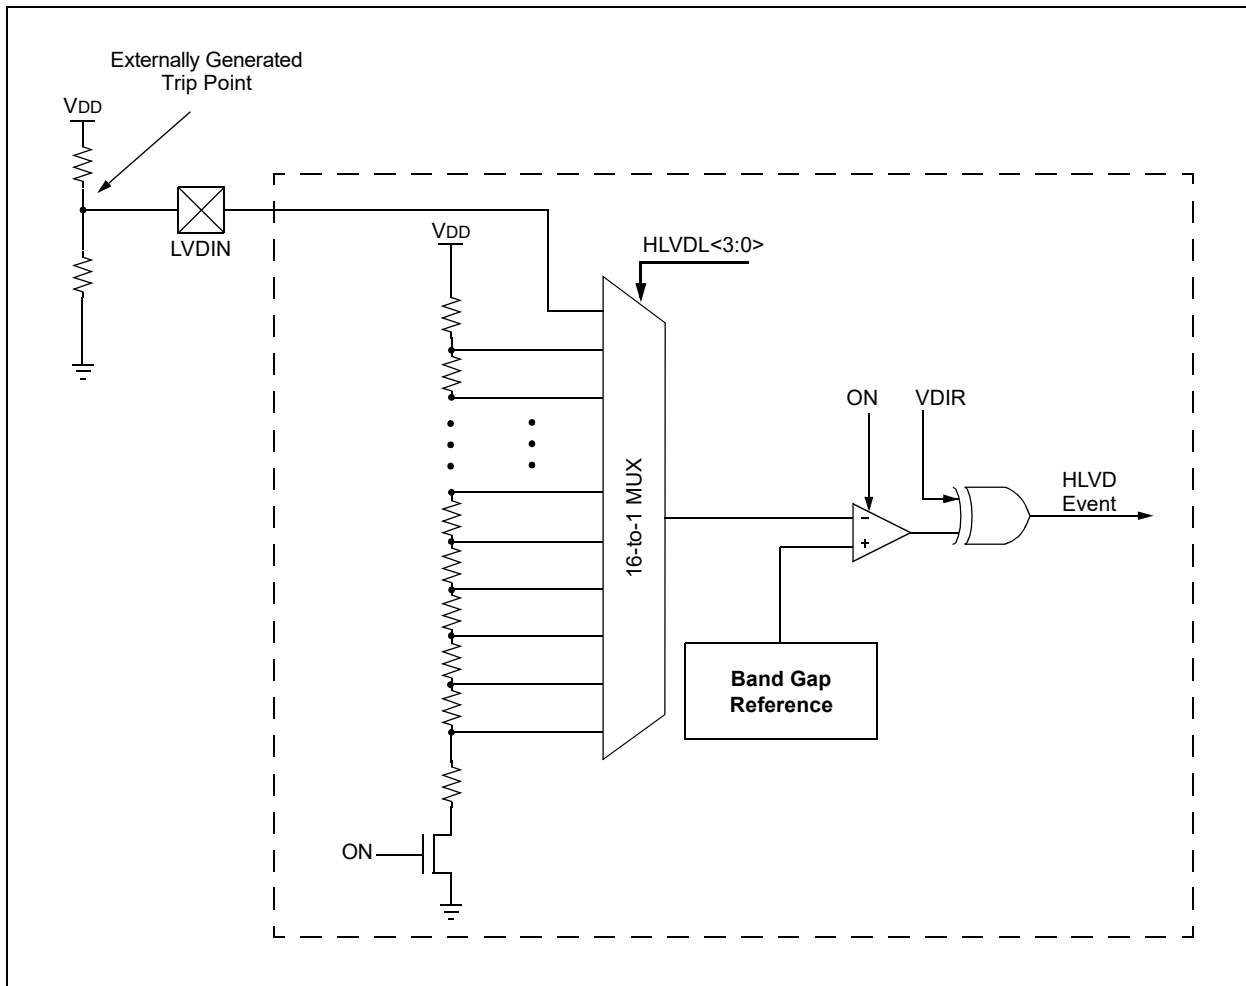 Externally Generated
Trip Point
VDD
LVDIN
VDD
HLVDL<3:0>
16-to-1 MUX
ON
VDIR
−
+
HLVD
Event
Band Gap
Reference
ON